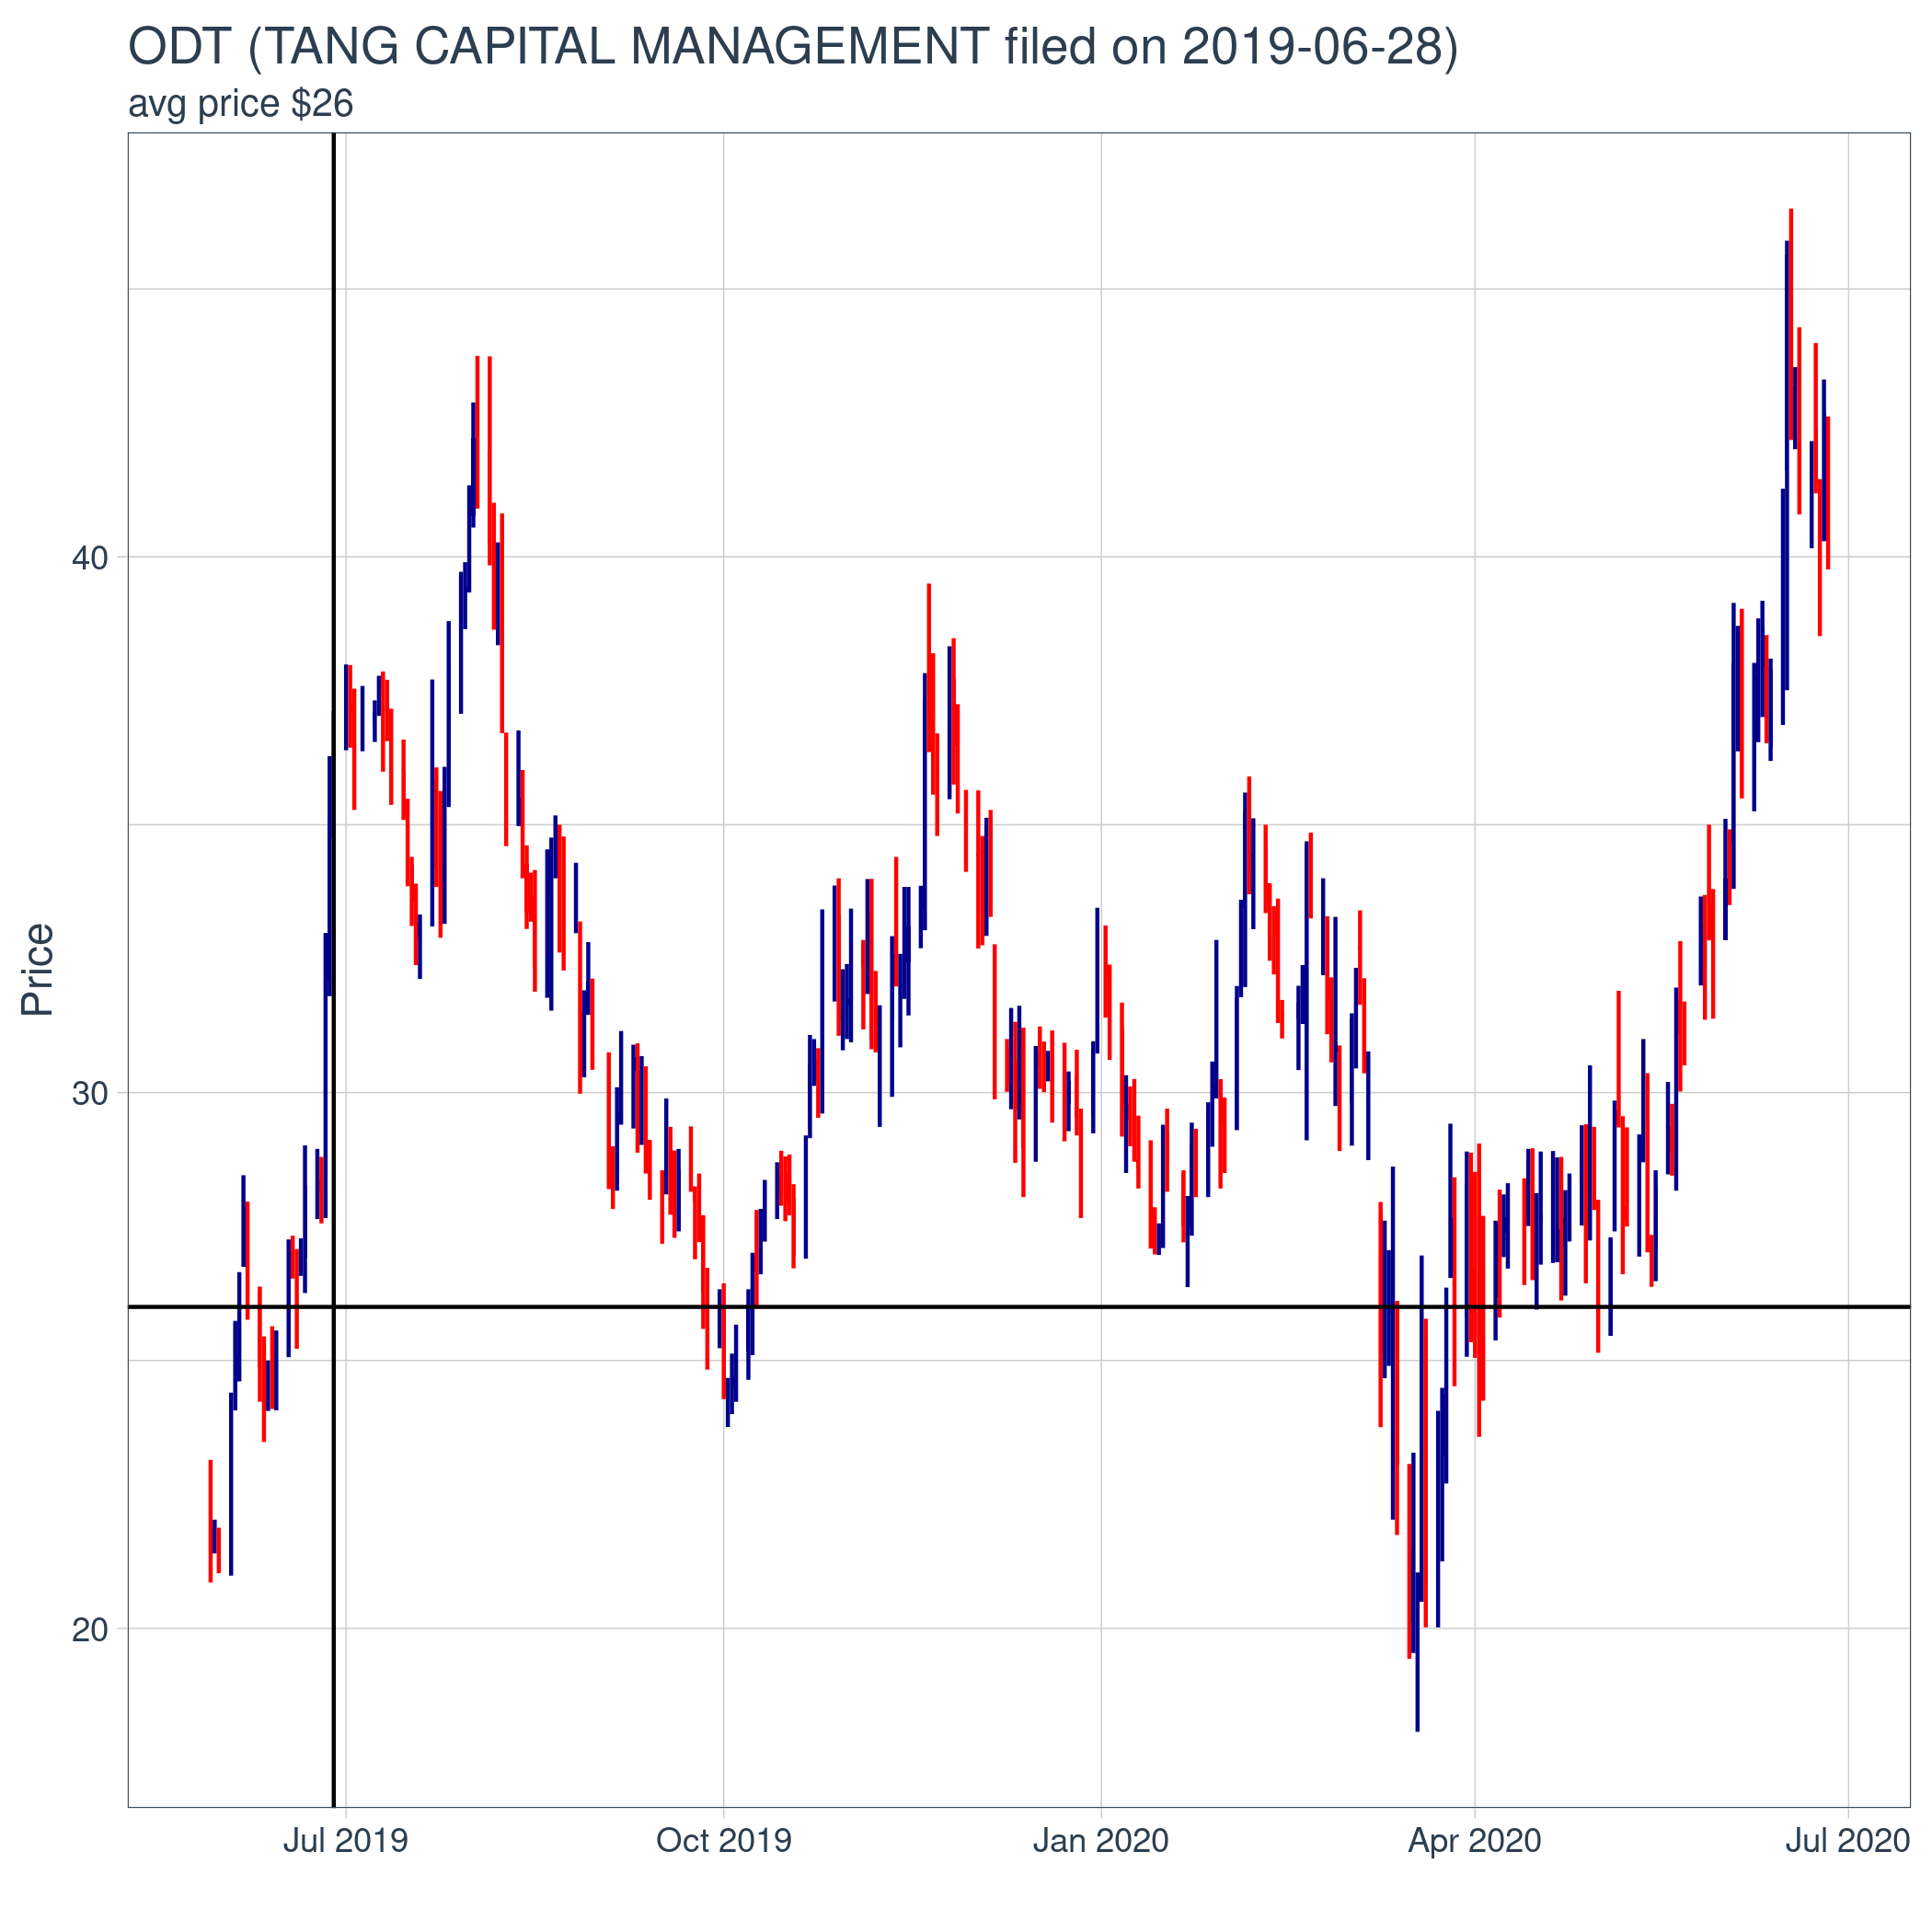 ODT (TANG CAPITAL MANAGEMENT filed on 2019-06-28)
avg price $26
Price
40
30
20
Jul 2019
Oct 2019
Jan 2020
Apr 2020
Jul 2020